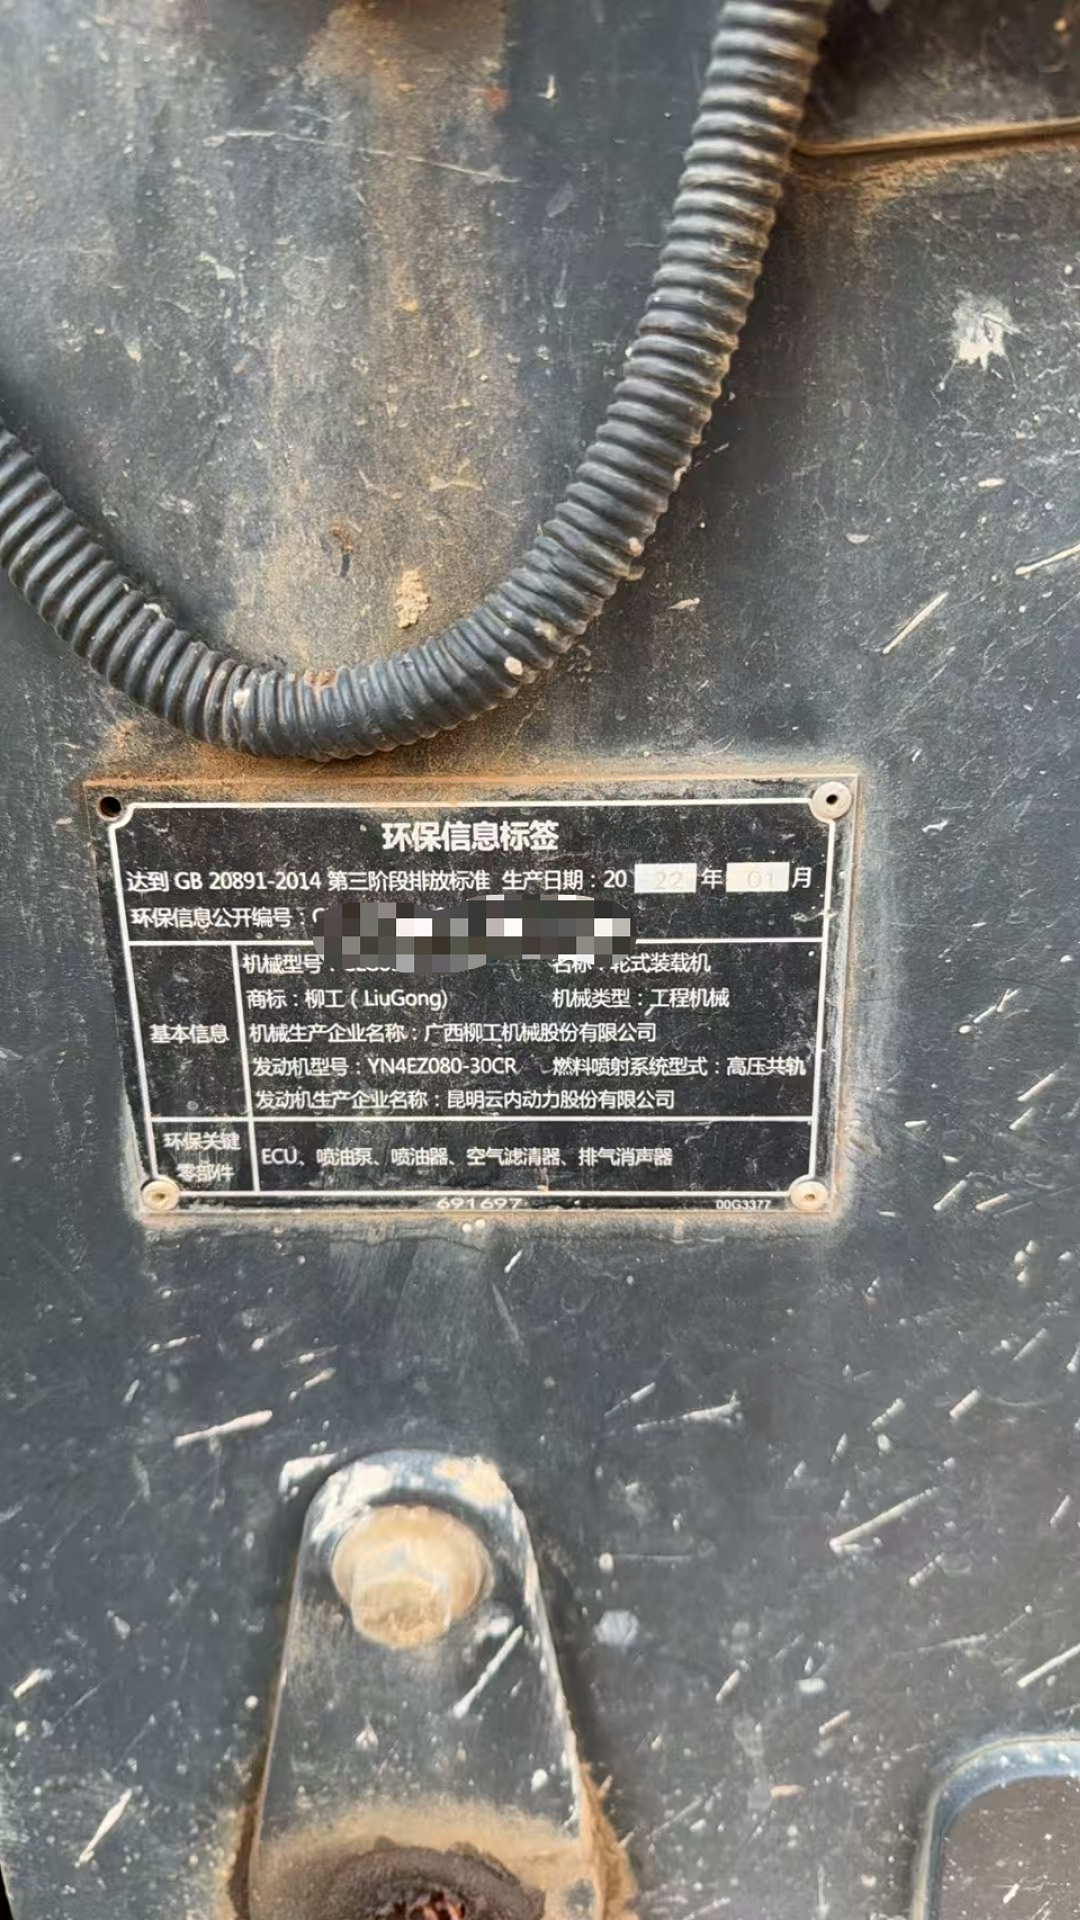 环保信息标签
达到 GB 20891-2014 第三阶段排放标准 生产日期：2022年01月
环保信息公开编号：
机械型号： 名称：轮式装载机
商标：柳工（LiuGong） 机械类型：工程机械
基本信息 机械生产企业名称：广西柳工机械股份有限公司
发动机型号：YN4EZ080-30CR 燃料喷射系统型式：高压共轨
发动机生产企业名称：昆明云内动力股份有限公司
环保关键零部件 ECU、喷油泵、喷油器、空气滤清器、排气消声器
691697 00G3377